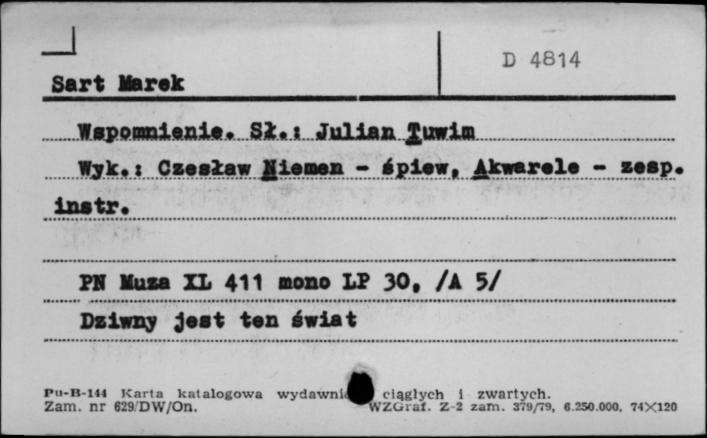 D 4814
Sart Marek
Wspomnienie. Sł.: Julian Tuwim
Wyk.: Czesław Niemen - śpiew, Akwarele - zesp.
instr.
PN Muza XL 411 mono LP 30, /A 5/
Dziwny jest ten świat
Pu-B-144 Karta katalogowa ciągłych i zwartych.
Zam. nr 629/DW/On. WZGraf. Z-2 zam. 379/79, 6.250.000, 74X120